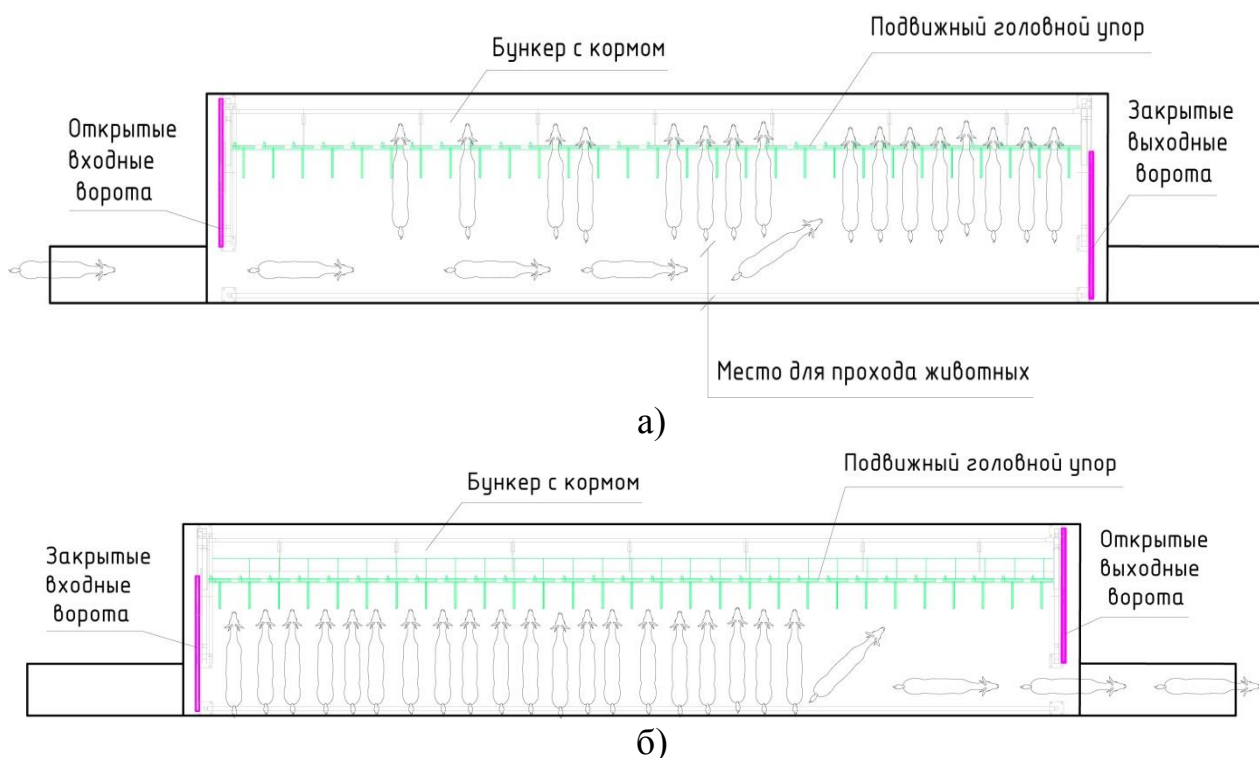 Подвижный головной упор
Бункер с кормом
Открытые
входные
ворота
Закрытые
выходные
ворота
Место для прохода животных
а)
Подвижный головной упор
Бункер с кормом
Закрытые
входные
ворота
Открытые
выходные
ворота
б)